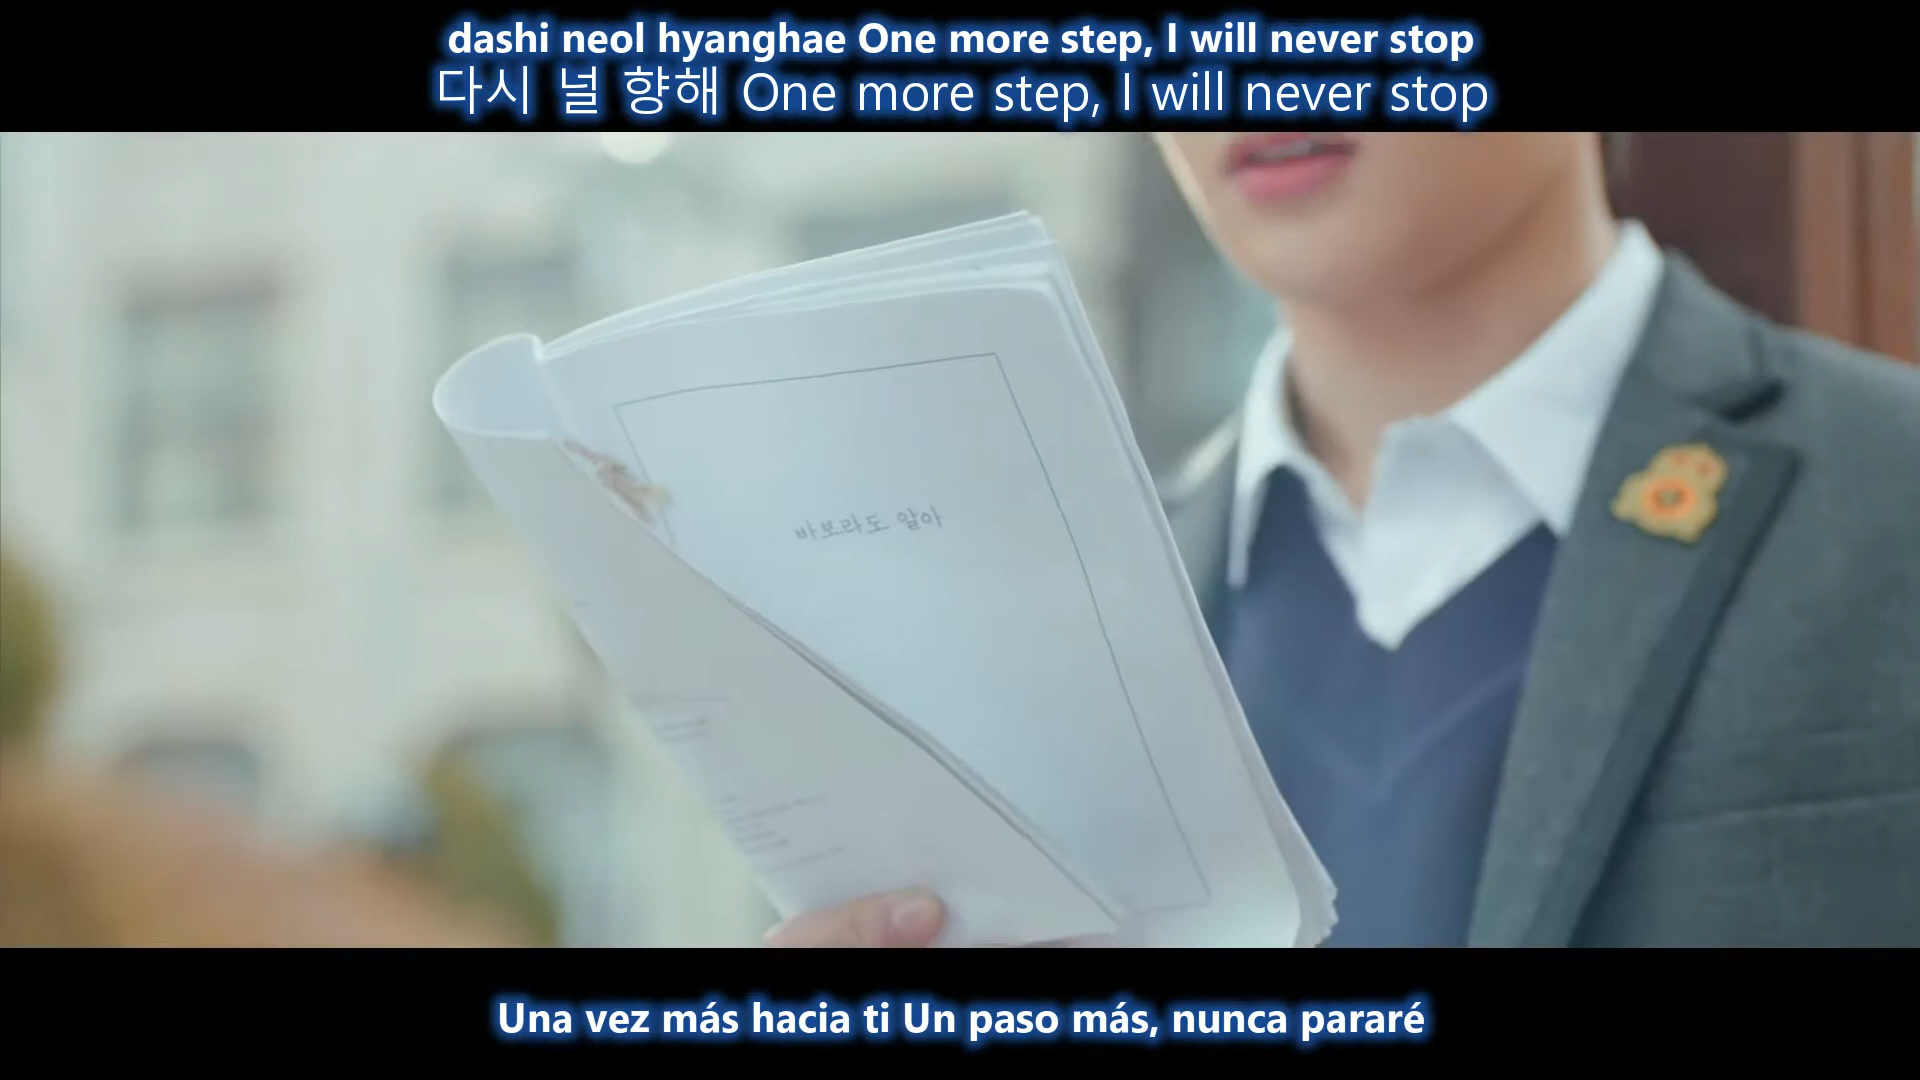 dashi neol hyanghae One more step, I will never stop
다시 널 향해 One more step, I will never stop
바보라도 알아
Una vez más hacia ti Un paso más, nunca pararé